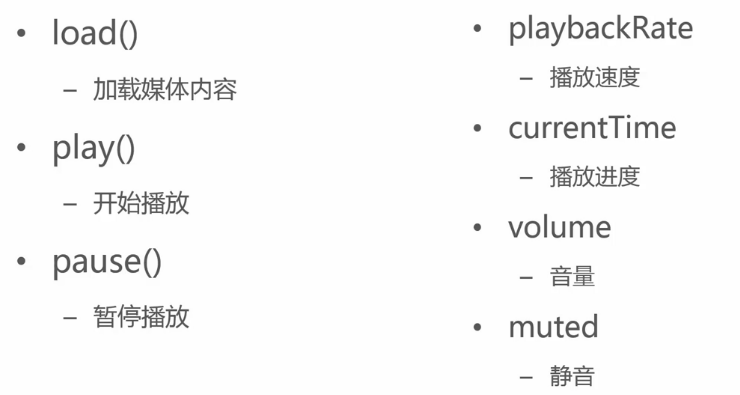 • load()
– 加载媒体内容
• play()
– 开始播放
• pause()
– 暂停播放
• playbackRate
– 播放速度
• currentTime
– 播放进度
• volume
– 音量
• muted
– 静音